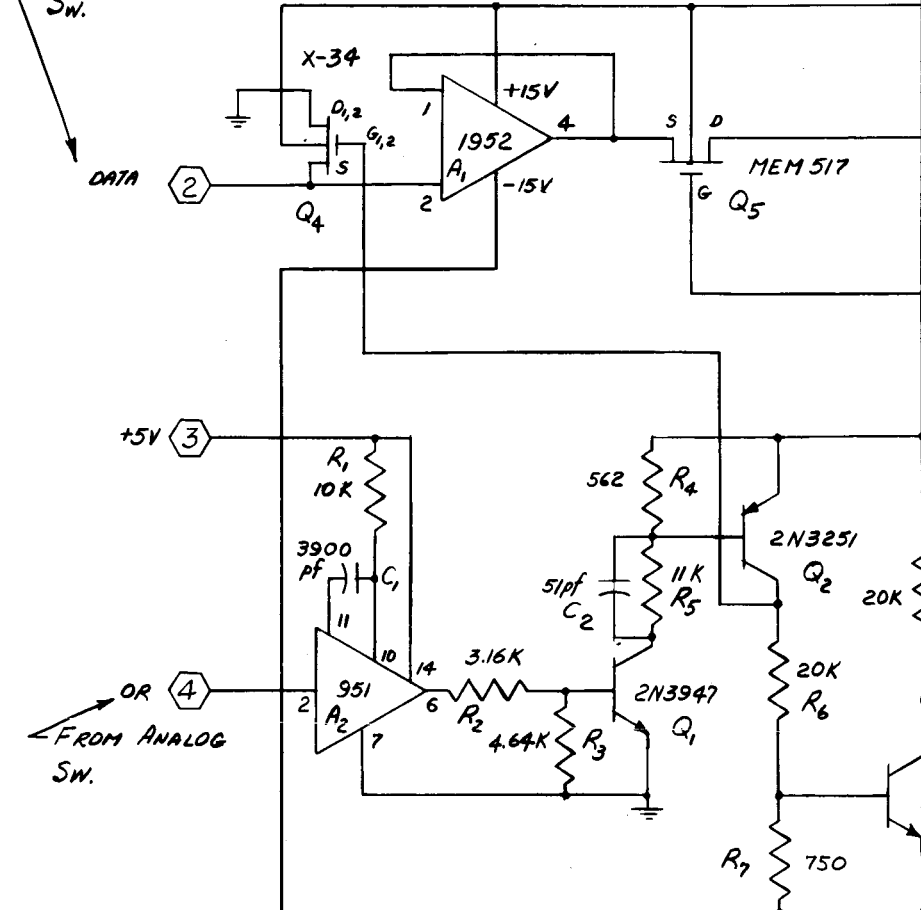 SW.
X-34
D1,2
G1,2
S
Q4
DATA
2
1
2
4
1952
A1
+15V
-15V
S
D
G
MEM 517
Q5
+5V
3
R1
10K
3900
pf
C1
11
10
14
2
951
A2
6
7
OR
4
FROM ANALOG
SW.
3.16K
R2
4.64K
R3
562
R4
51pf
C2
11K
R5
2N3947
Q1
2N3251
Q2
20K
20K
R6
R7
750